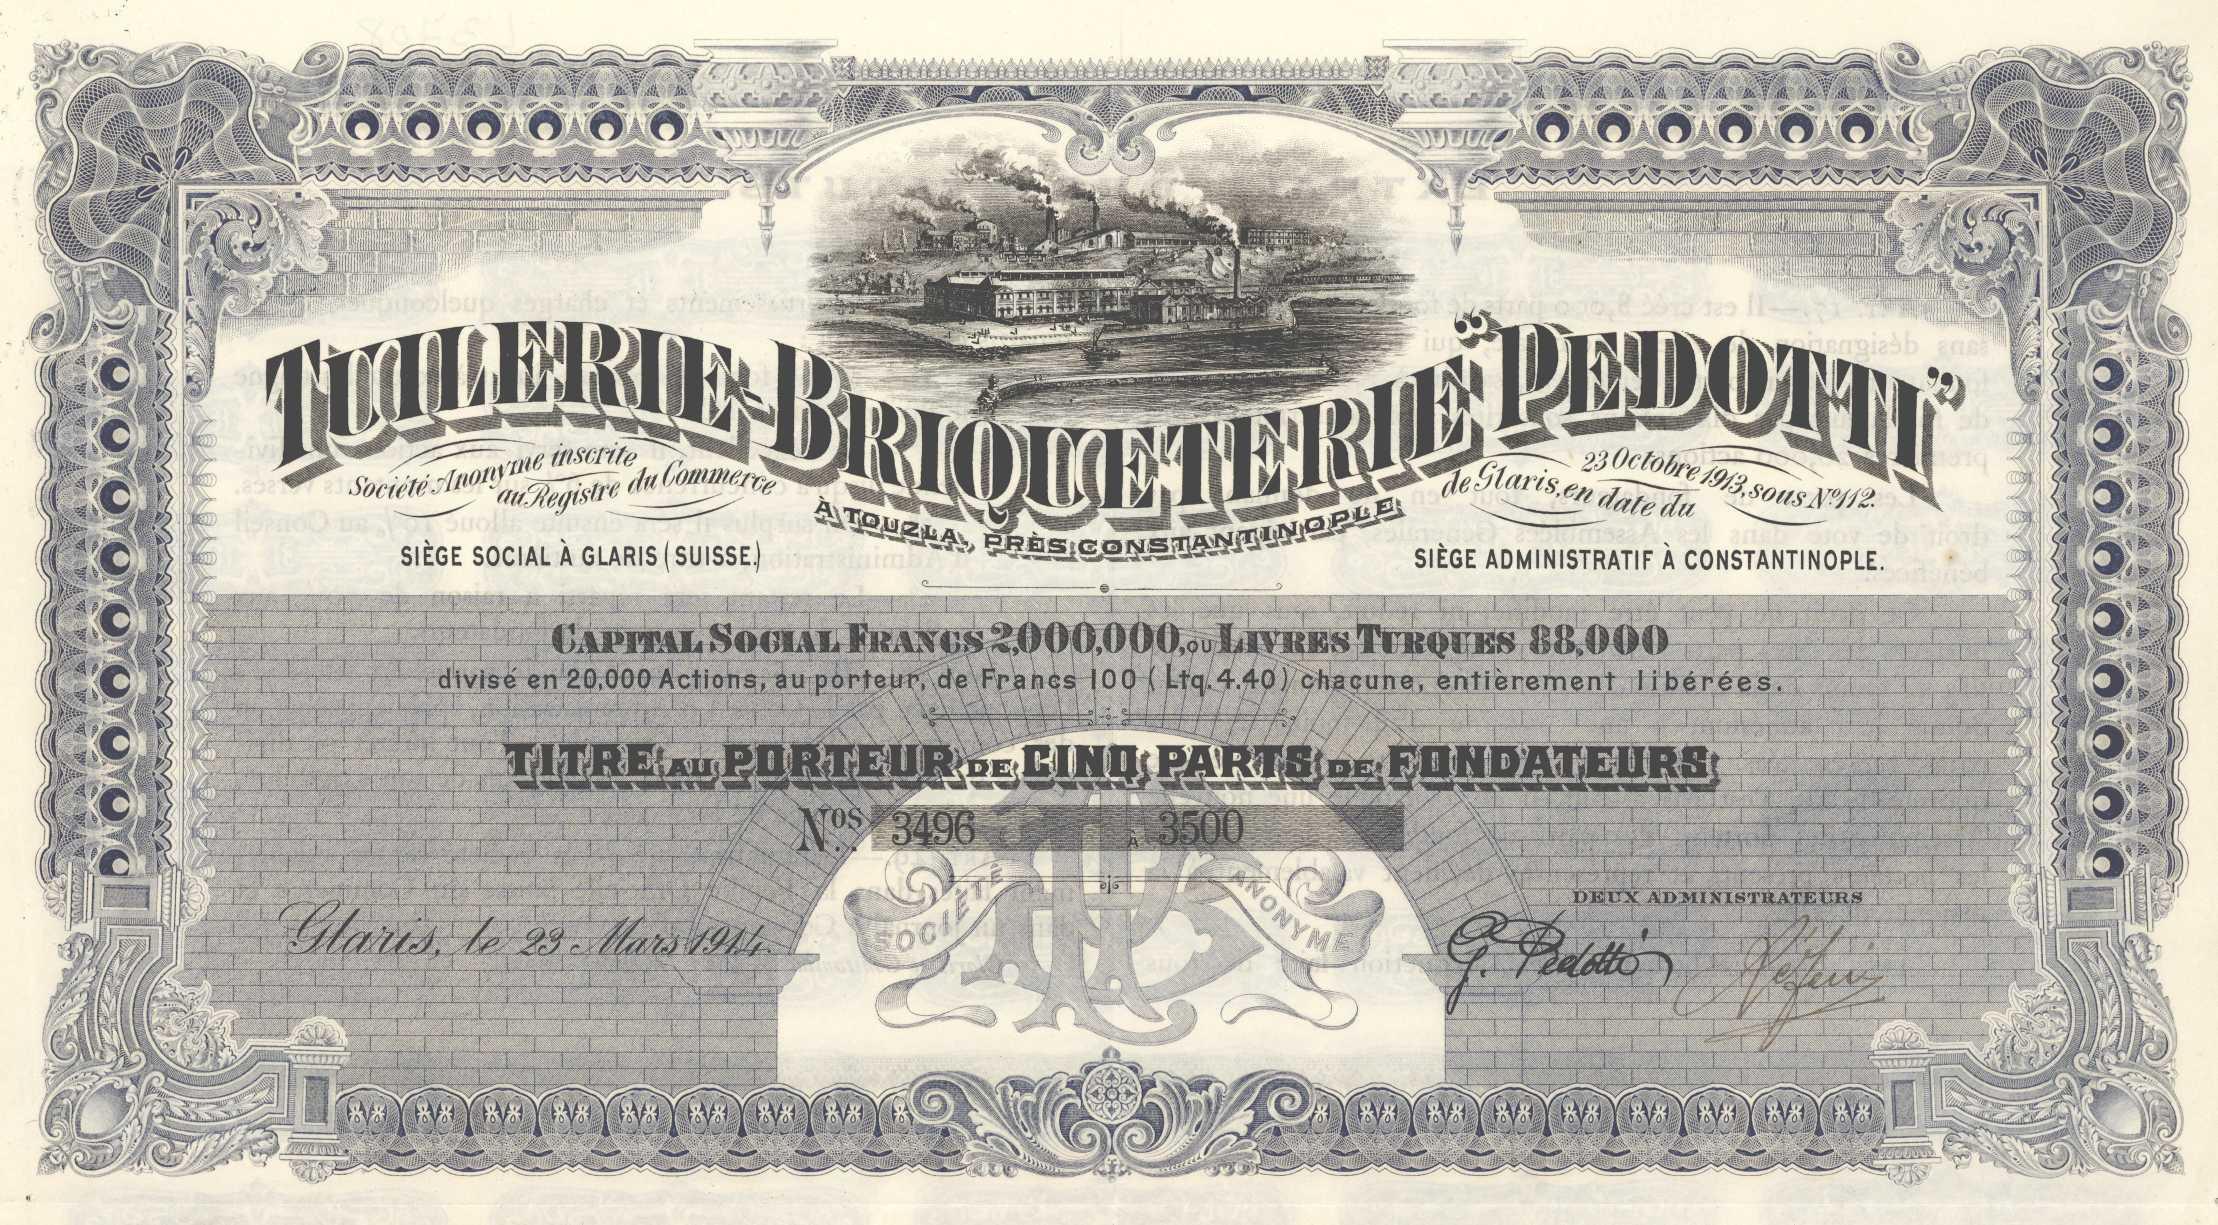 TUILERIE-BRIQUETERIE “PEDOTTI”
Société Anonyme inscrite
au Registre du Commerce
de Glaris, en date du
23 Octobre 1913, sous No. 112.
À TOUZLA, PRÈS CONSTANTINOPLE
SIÈGE SOCIAL À GLARIS (SUISSE.)
SIÈGE ADMINISTRATIF À CONSTANTINOPLE.
CAPITAL SOCIAL FRANCS 2,000,000, OU LIVRES TURQUES 88,000
divisé en 20,000 Actions, au porteur, de Francs 100 (Ltq. 4.40) chacune, entièrement libérées.
TITRE AU PORTEUR DE CINQ PARTS DE FONDATEURS
Nos. 3496 À 3500
SOCIÉTÉ ANONYME
Glaris, le 23 Mars 1914.
DEUX ADMINISTRATEURS
G. Pedotti